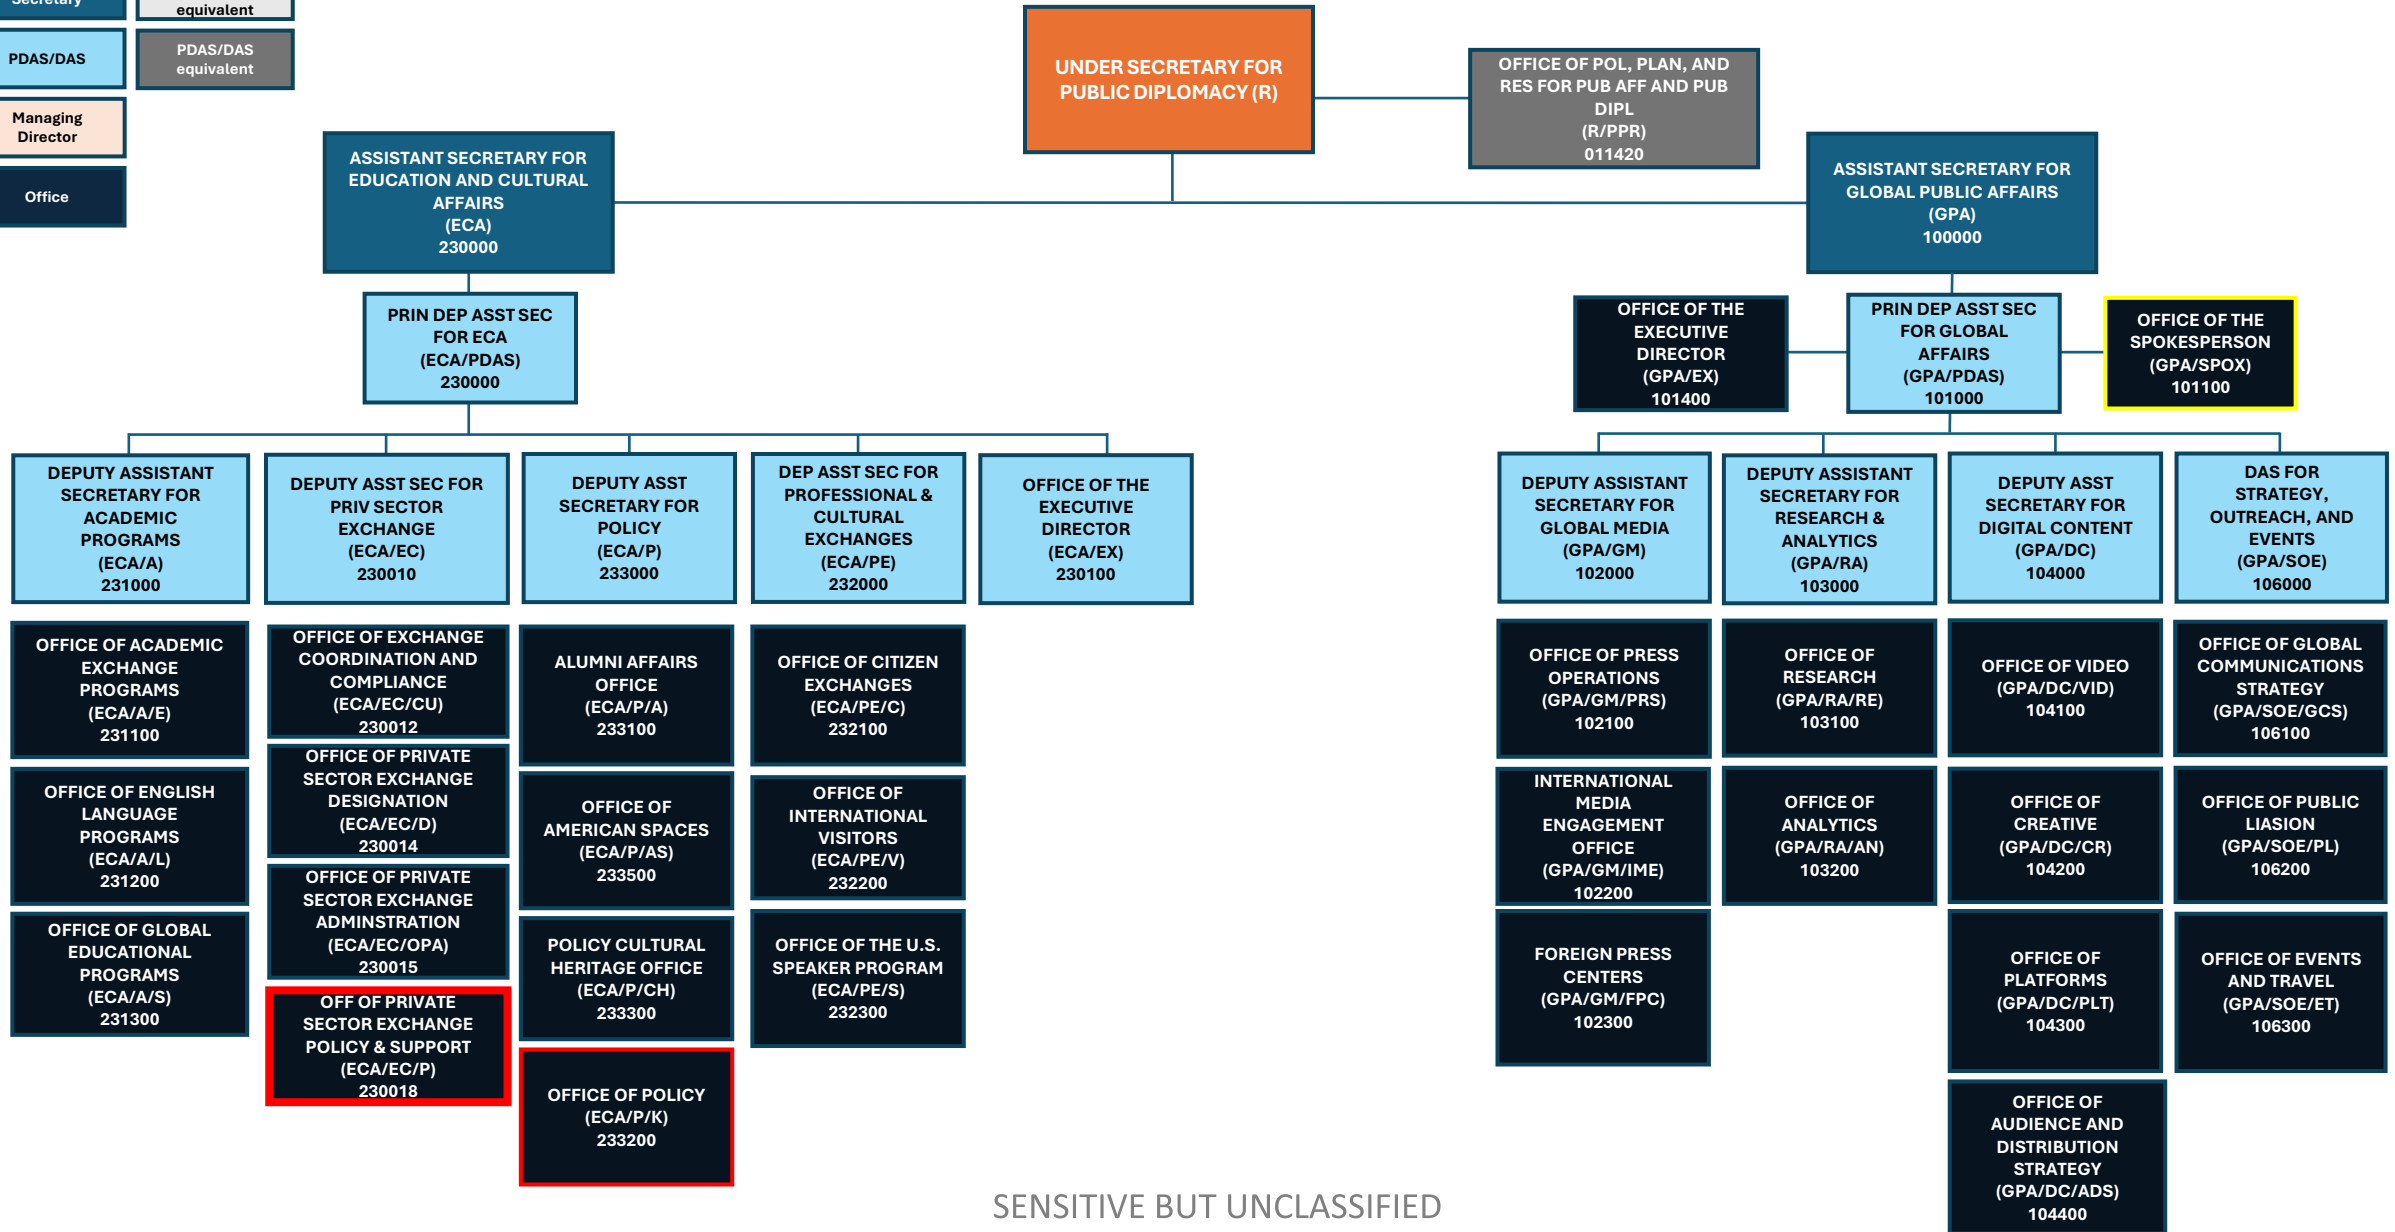 Secretary
equivalent
PDAS/DAS
PDAS/DAS
equivalent
Managing
Director
Office
UNDER SECRETARY FOR
PUBLIC DIPLOMACY (R)
OFFICE OF POL, PLAN, AND
RES FOR PUB AFF AND PUB
DIPL
(R/PPR)
011420
ASSISTANT SECRETARY FOR
EDUCATION AND CULTURAL
AFFAIRS
(ECA)
230000
ASSISTANT SECRETARY FOR
GLOBAL PUBLIC AFFAIRS
(GPA)
100000
PRIN DEP ASST SEC
FOR ECA
(ECA/PDAS)
230000
OFFICE OF THE
EXECUTIVE
DIRECTOR
(GPA/EX)
101400
PRIN DEP ASST SEC
FOR GLOBAL
AFFAIRS
(GPA/PDAS)
101000
OFFICE OF THE
SPOKESPERSON
(GPA/SPOX)
101100
DEPUTY ASSISTANT
SECRETARY FOR
ACADEMIC
PROGRAMS
(ECA/A)
231000
DEPUTY ASST SEC FOR
PRIV SECTOR
EXCHANGE
(ECA/EC)
230010
DEPUTY ASST
SECRETARY FOR
POLICY
(ECA/P)
233000
DEP ASST SEC FOR
PROFESSIONAL &
CULTURAL
EXCHANGES
(ECA/PE)
232000
OFFICE OF THE
EXECUTIVE
DIRECTOR
(ECA/EX)
230100
DEPUTY ASSISTANT
SECRETARY FOR
GLOBAL MEDIA
(GPA/GM)
102000
DEPUTY ASSISTANT
SECRETARY FOR
RESEARCH &
ANALYTICS
(GPA/RA)
103000
DEPUTY ASST
SECRETARY FOR
DIGITAL CONTENT
(GPA/DC)
104000
DAS FOR
STRATEGY,
OUTREACH, AND
EVENTS
(GPA/SOE)
106000
OFFICE OF ACADEMIC
EXCHANGE
PROGRAMS
(ECA/A/E)
231100
OFFICE OF ENGLISH
LANGUAGE
PROGRAMS
(ECA/A/L)
231200
OFFICE OF GLOBAL
EDUCATIONAL
PROGRAMS
(ECA/A/S)
231300
OFFICE OF EXCHANGE
COORDINATION AND
COMPLIANCE
(ECA/EC/CU)
230012
OFFICE OF PRIVATE
SECTOR EXCHANGE
DESIGNATION
(ECA/EC/D)
230014
OFFICE OF PRIVATE
SECTOR EXCHANGE
ADMINSTRATION
(ECA/EC/OPA)
230015
OFF OF PRIVATE
SECTOR EXCHANGE
POLICY & SUPPORT
(ECA/EC/P)
230018
ALUMNI AFFAIRS
OFFICE
(ECA/P/A)
233100
OFFICE OF
AMERICAN SPACES
(ECA/P/AS)
233500
POLICY CULTURAL
HERITAGE OFFICE
(ECA/P/CH)
233300
OFFICE OF POLICY
(ECA/P/K)
233200
OFFICE OF CITIZEN
EXCHANGES
(ECA/PE/C)
232100
OFFICE OF
INTERNATIONAL
VISITORS
(ECA/PE/V)
232200
OFFICE OF THE U.S.
SPEAKER PROGRAM
(ECA/PE/S)
232300
OFFICE OF PRESS
OPERATIONS
(GPA/GM/PRS)
102100
INTERNATIONAL
MEDIA
ENGAGEMENT
OFFICE
(GPA/GM/IME)
102200
FOREIGN PRESS
CENTERS
(GPA/GM/FPC)
102300
OFFICE OF
RESEARCH
(GPA/RA/RE)
103100
OFFICE OF
ANALYTICS
(GPA/RA/AN)
103200
OFFICE OF VIDEO
(GPA/DC/VID)
104100
OFFICE OF
CREATIVE
(GPA/DC/CR)
104200
OFFICE OF
PLATFORMS
(GPA/DC/PLT)
104300
OFFICE OF
AUDIENCE AND
DISTRIBUTION
STRATEGY
(GPA/DC/ADS)
104400
OFFICE OF GLOBAL
COMMUNICATIONS
STRATEGY
(GPA/SOE/GCS)
106100
OFFICE OF PUBLIC
LIASION
(GPA/SOE/PL)
106200
OFFICE OF EVENTS
AND TRAVEL
(GPA/SOE/ET)
106300
SENSITIVE BUT UNCLASSIFIED